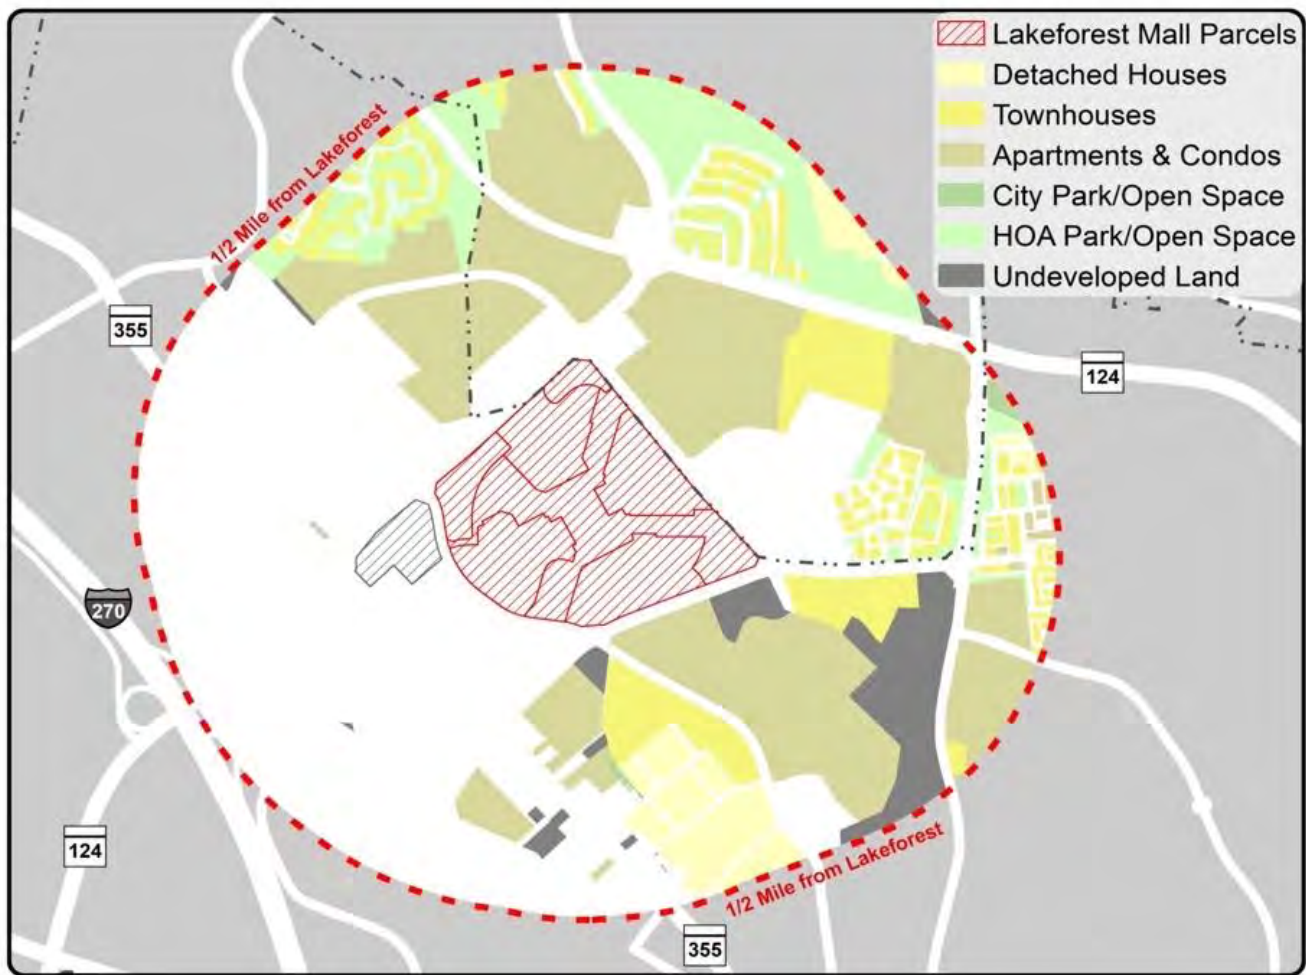 Lakeforest Mall Parcels
Detached Houses
Townhouses
Apartments & Condos
City Park/Open Space
HOA Park/Open Space
Undeveloped Land
1/2 Mile from Lakeforest
355
124
270
124
1/2 Mile from Lakeforest
355